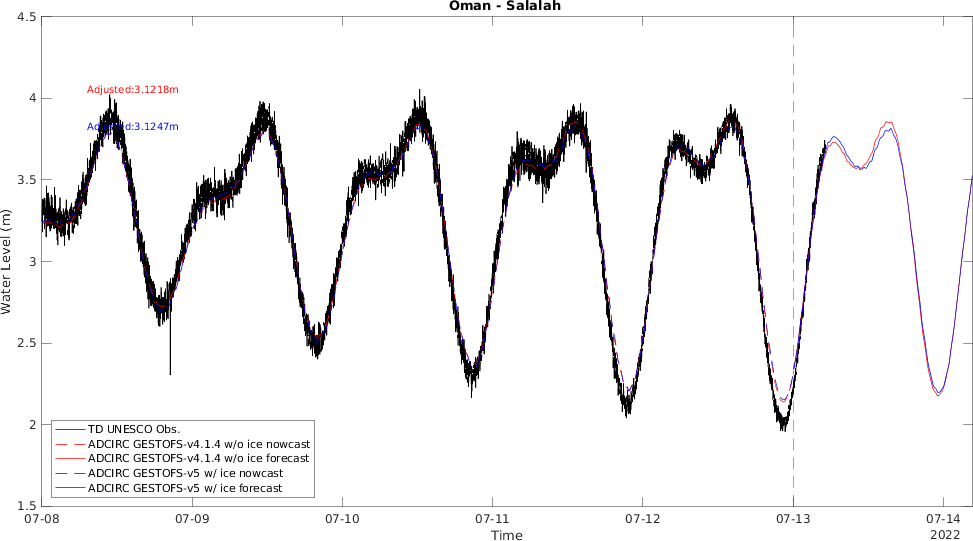 Oman - Salalah
4.5
4
3.5
3
2.5
2
1.5
Water Level (m)
Adjusted:3.1218m
Adjusted:3.1247m
TD UNESCO Obs.
ADCIRC GESTOFS-v4.1.4 w/o ice nowcast
ADCIRC GESTOFS-v4.1.4 w/o ice forecast
ADCIRC GESTOFS-v5 w/ ice nowcast
ADCIRC GESTOFS-v5 w/ ice forecast
07-08 07-09 07-10 07-11 07-12 07-13 07-14
Time 2022